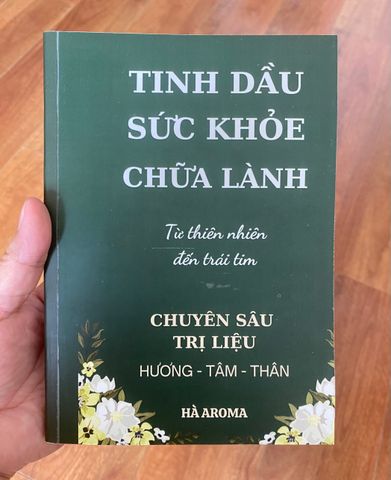 TINH DẦU
SỨC KHỎE
CHỮA LÀNH
Từ thiên nhiên
đến trái tim
CHUYÊN SÂU
TRỊ LIỆU
HƯƠNG - TÂM - THÂN
HÀ AROMA